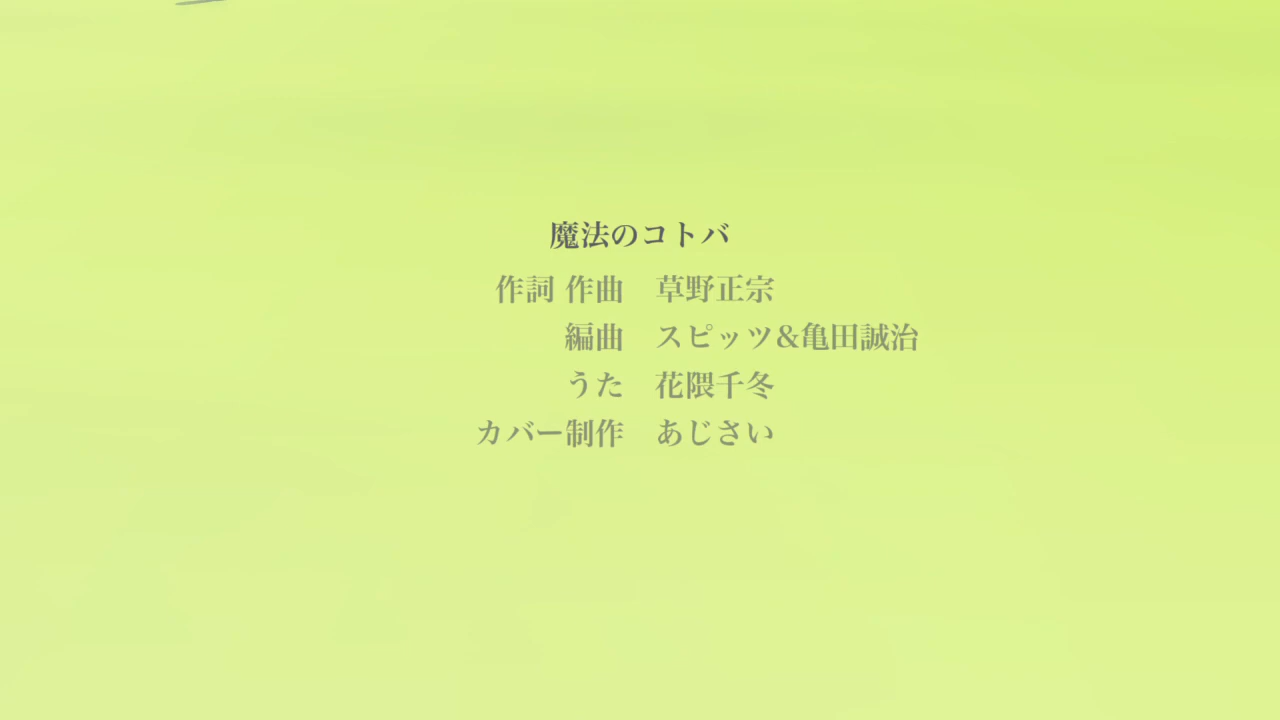 魔法のコトバ
作詞 作曲　草野正宗
編曲　スピッツ&亀田誠治
うた　花隈千冬
カバー制作　あじさい